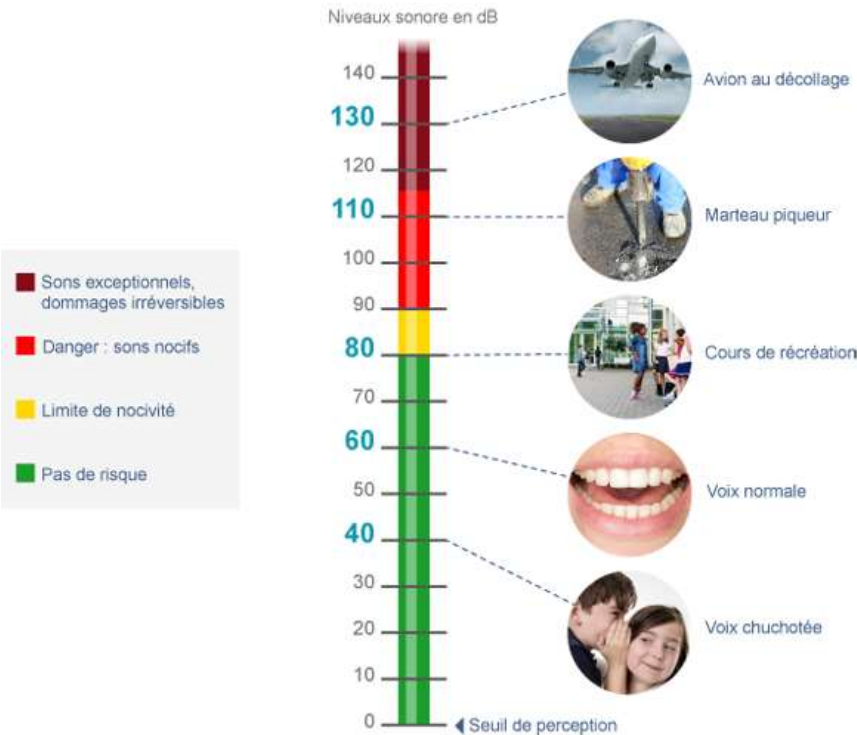 Niveaux sonore en dB
140
130
120
110
100
90
80
70
60
50
40
30
20
10
0
Seuil de perception
Avion au décollage
Marteau piqueur
Cours de récréation
Voix normale
Voix chuchotée
Sons exceptionnels,
dommages irréversibles
Danger : sons nocifs
Limite de nocivité
Pas de risque